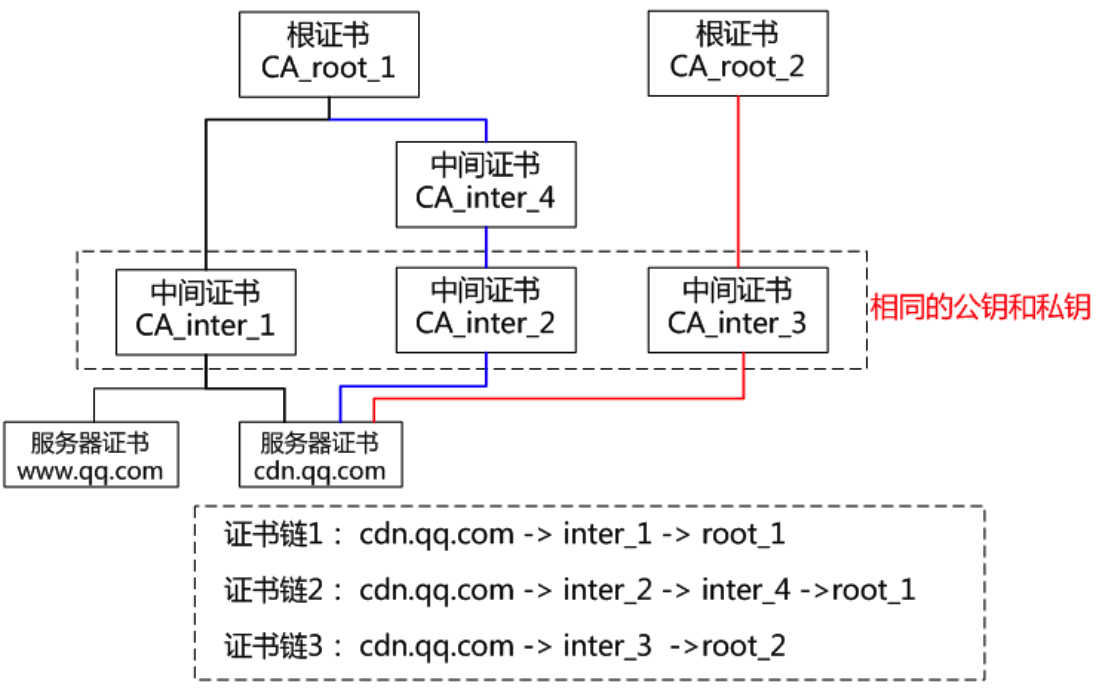 根证书
CA_root_1
根证书
CA_root_2
中间证书
CA_inter_4
中间证书
CA_inter_1
中间证书
CA_inter_2
中间证书
CA_inter_3
相同的公钥和私钥
服务器证书
www.qq.com
服务器证书
cdn.qq.com
证书链1： cdn.qq.com -> inter_1 -> root_1
证书链2： cdn.qq.com -> inter_2 -> inter_4 ->root_1
证书链3： cdn.qq.com -> inter_3 ->root_2